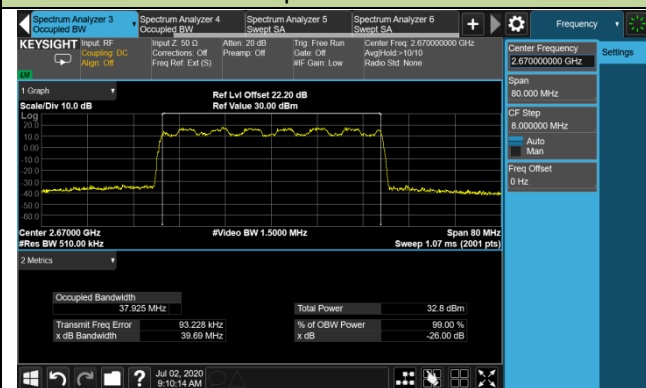 Spectrum Analyzer 3
Occupied BW
Spectrum Analyzer 4
Occupied BW
Spectrum Analyzer 5
Swept SA
Spectrum Analyzer 6
Swept SA
Frequency
KEYSIGHT
Input: RF
Coupling: DC
Align: Off
Input Z: 50 Ω
Corrections: Off
Freq Ref: Ext (S)
Atten: 20 dB
Preamp: Off
Trig: Free Run
Gate: Off
#IF Gain: Low
Center Freq: 2.670000000 GHz
Avg|Hold:>10/10
Radio Std: None
LXI
Center Frequency
2.670000000 GHz
Settings
Span
80.000 MHz
CF Step
8.000000 MHz
Auto
Man
Freq Offset
0 Hz
1 Graph
Scale/Div 10.0 dB
Ref Lvl Offset 22.20 dB
Ref Value 30.00 dBm
Log
20.0
10.0
0.00
-10.0
-20.0
-30.0
-40.0
-50.0
-60.0
Center 2.67000 GHz
#Video BW 1.5000 MHz
Span 80 MHz
#Res BW 510.00 kHz
Sweep 1.07 ms (2001 pts)
2 Metrics
Occupied Bandwidth
37.925 MHz
Total Power 32.8 dBm
Transmit Freq Error 93.228 kHz
% of OBW Power 99.00 %
x dB Bandwidth 39.69 MHz
x dB -26.00 dB
Jul 02, 2020
9:10:14 AM